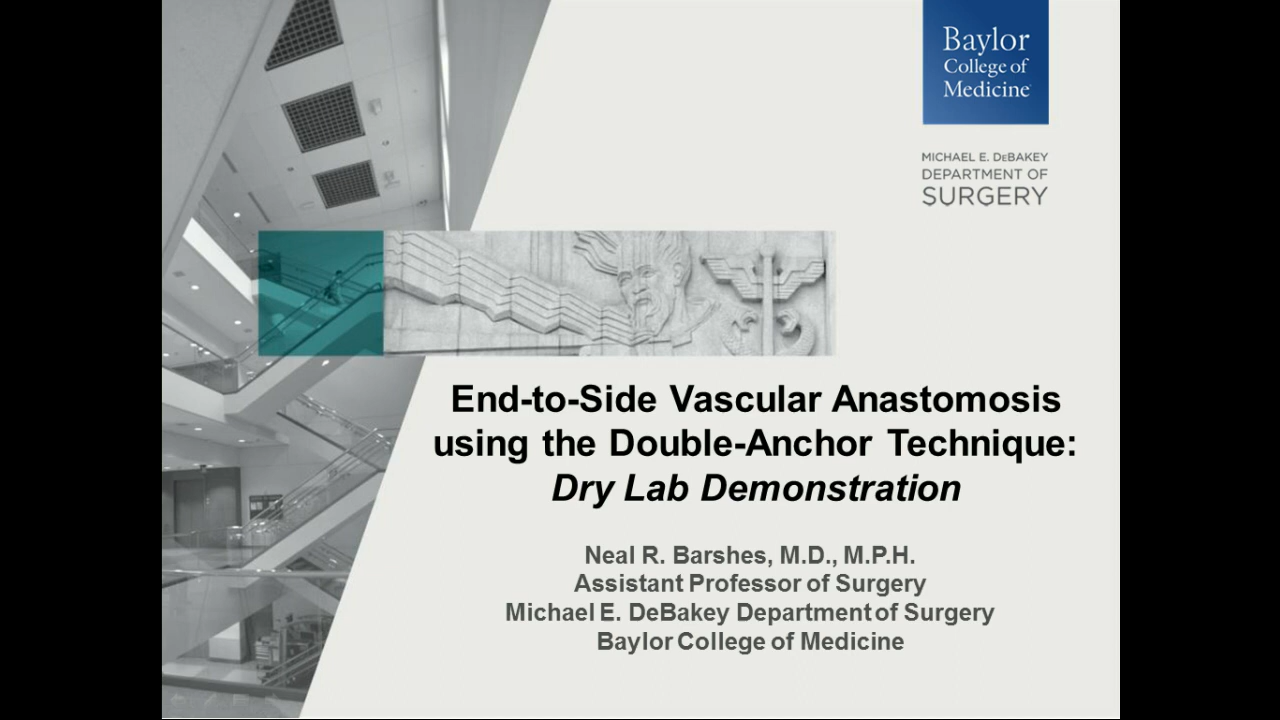 Baylor
College of
Medicine
MICHAEL E. DEBAKEY
DEPARTMENT OF
SURGERY
End-to-Side Vascular Anastomosis
using the Double-Anchor Technique:
Dry Lab Demonstration
Neal R. Barshes, M.D., M.P.H.
Assistant Professor of Surgery
Michael E. DeBakey Department of Surgery
Baylor College of Medicine